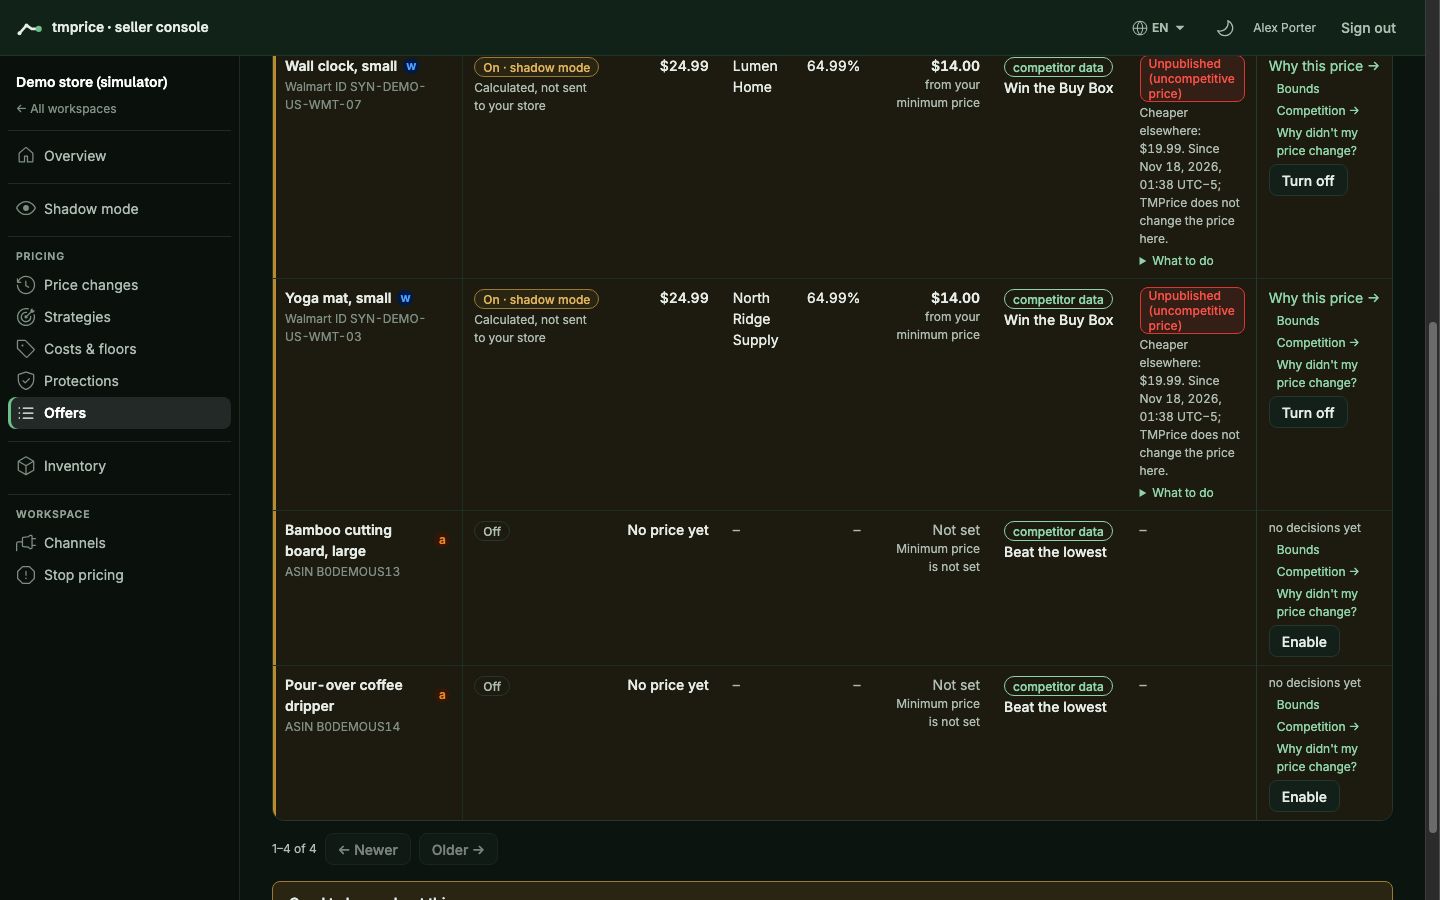 tmprice · seller console
EN
Alex Porter
Sign out
Demo store (simulator)
← All workspaces
Overview
Shadow mode
PRICING
Price changes
Strategies
Costs & floors
Protections
Offers
Inventory
WORKSPACE
Channels
Stop pricing
Wall clock, small w
Walmart ID SYN-DEMO-
US-WMT-07
On · shadow mode
Calculated, not sent
to your store
$24.99
Lumen
Home
64.99%
$14.00
from your
minimum price
competitor data
Win the Buy Box
Unpublished
(uncompetitive
price)
Cheaper
elsewhere:
$19.99. Since
Nov 18, 2026,
01:38 UTC−5;
TMPrice does not
change the price
here.
▶ What to do
Why this price →
Bounds
Competition →
Why didn't my
price change?
Turn off
Yoga mat, small w
Walmart ID SYN-DEMO-
US-WMT-03
On · shadow mode
Calculated, not sent
to your store
$24.99
North
Ridge
Supply
64.99%
$14.00
from your
minimum price
competitor data
Win the Buy Box
Unpublished
(uncompetitive
price)
Cheaper
elsewhere:
$19.99. Since
Nov 18, 2026,
01:38 UTC−5;
TMPrice does not
change the price
here.
▶ What to do
Why this price →
Bounds
Competition →
Why didn't my
price change?
Turn off
Bamboo cutting
board, large
a
ASIN B0DEMOUS13
Off
No price yet
–
–
Not set
Minimum price
is not set
competitor data
Beat the lowest
–
no decisions yet
Bounds
Competition →
Why didn't my
price change?
Enable
Pour-over coffee
dripper
a
ASIN B0DEMOUS14
Off
No price yet
–
–
Not set
Minimum price
is not set
competitor data
Beat the lowest
–
no decisions yet
Bounds
Competition →
Why didn't my
price change?
Enable
1–4 of 4
← Newer
Older →